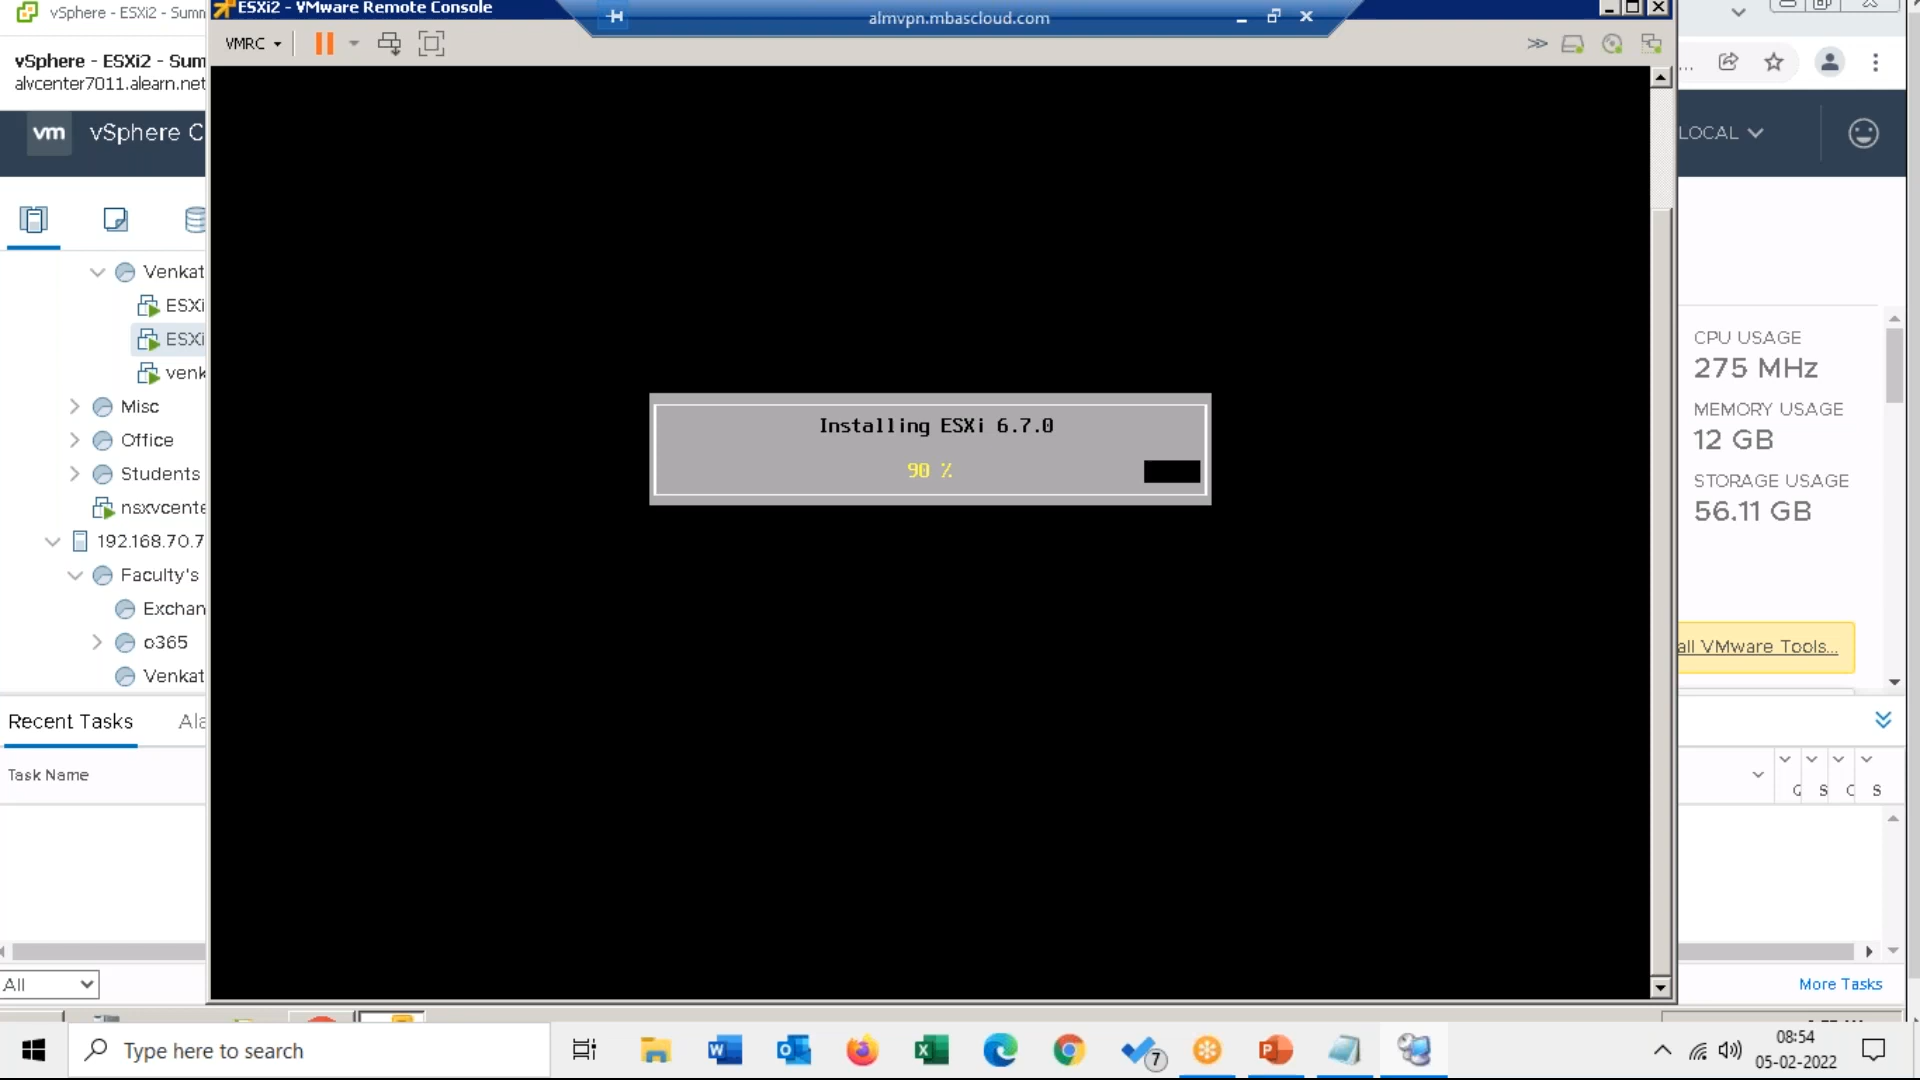 vSphere - ESXi2 - Summ
ESXi2 - VMware Remote Console
almvpn.mbascloud.com
VMRC
vSphere - ESXi2 - Sum
alvcenter7011.alearn.net
...
vm
vSphere C
LOCAL
Venkat
ESXi
ESXi
venk
Misc
Office
Students
nsxvcente
192.168.70.7
Faculty's
Exchan
o365
Venkat
Installing ESXi 6.7.0
90 %
CPU USAGE
275 MHz
MEMORY USAGE
12 GB
STORAGE USAGE
56.11 GB
all VMware Tools...
Recent Tasks
Ala
Task Name
S
C
S
All
More Tasks
Type here to search
7
08:54
05-02-2022